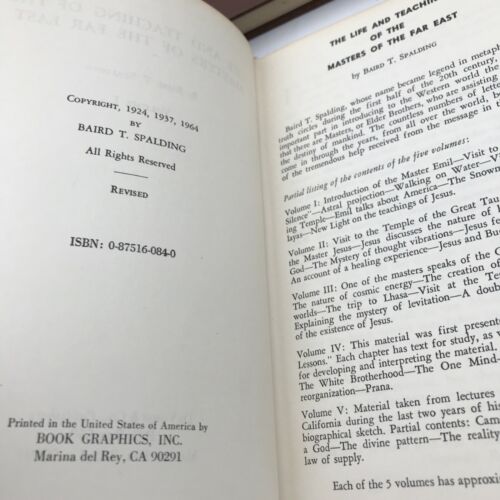 COPYRIGHT, 1924, 1937, 1964
BY
BAIRD T. SPALDING
All Rights Reserved
REVISED
ISBN: 0-87516-084-0
Printed in the United States of America by
BOOK GRAPHICS, INC.
Marina del Rey, CA 90291
THE LIFE AND TEACHING
OF THE
MASTERS OF THE FAR EAST
by BAIRD T. SPALDING
Baird T. Spalding, whose name became legend in metaph
truth circles during the first half of the 20th century,
important part in introducing to the Western world the
that there are Masters, or Elder Brothers, who are assisting
the destiny of mankind. The countless numbers of letters
come in through the years, from all over the world, b
of the tremendous help received from the message in t
Partial listing of the contents of the five volumes:
Volume I: Introduction of the Master Emil—Visit to
Silence"—Astral projection—Walking on Water—Vi
ing Temple—Emil talks about America—The Snowm
layas—New Light on the teachings of Jesus.
Volume II: Visit to the Temple of the Great Tau
the Master Jesus—Jesus discusses the nature of h
God—The Mystery of thought vibrations—Jesus fe
An account of a healing experience—Jesus and Bu
Volume III: One of the masters speaks of the C
The nature of cosmic energy—The creation of
worlds—The trip to Lhasa—Visit at the Te
Explaining the mystery of levitation—A doub
of the existence of Jesus.
Volume IV: This material was first presente
Lessons." Each chapter has text for study, as w
for developing and interpreting the material.
The White Brotherhood—The One Mind—
reorganization—Prana.
Volume V: Material taken from lectures
California during the last two years of his
biographical sketch. Partial contents: Cam
a God—The divine pattern—The reality
law of supply.
Each of the 5 volumes has approxi